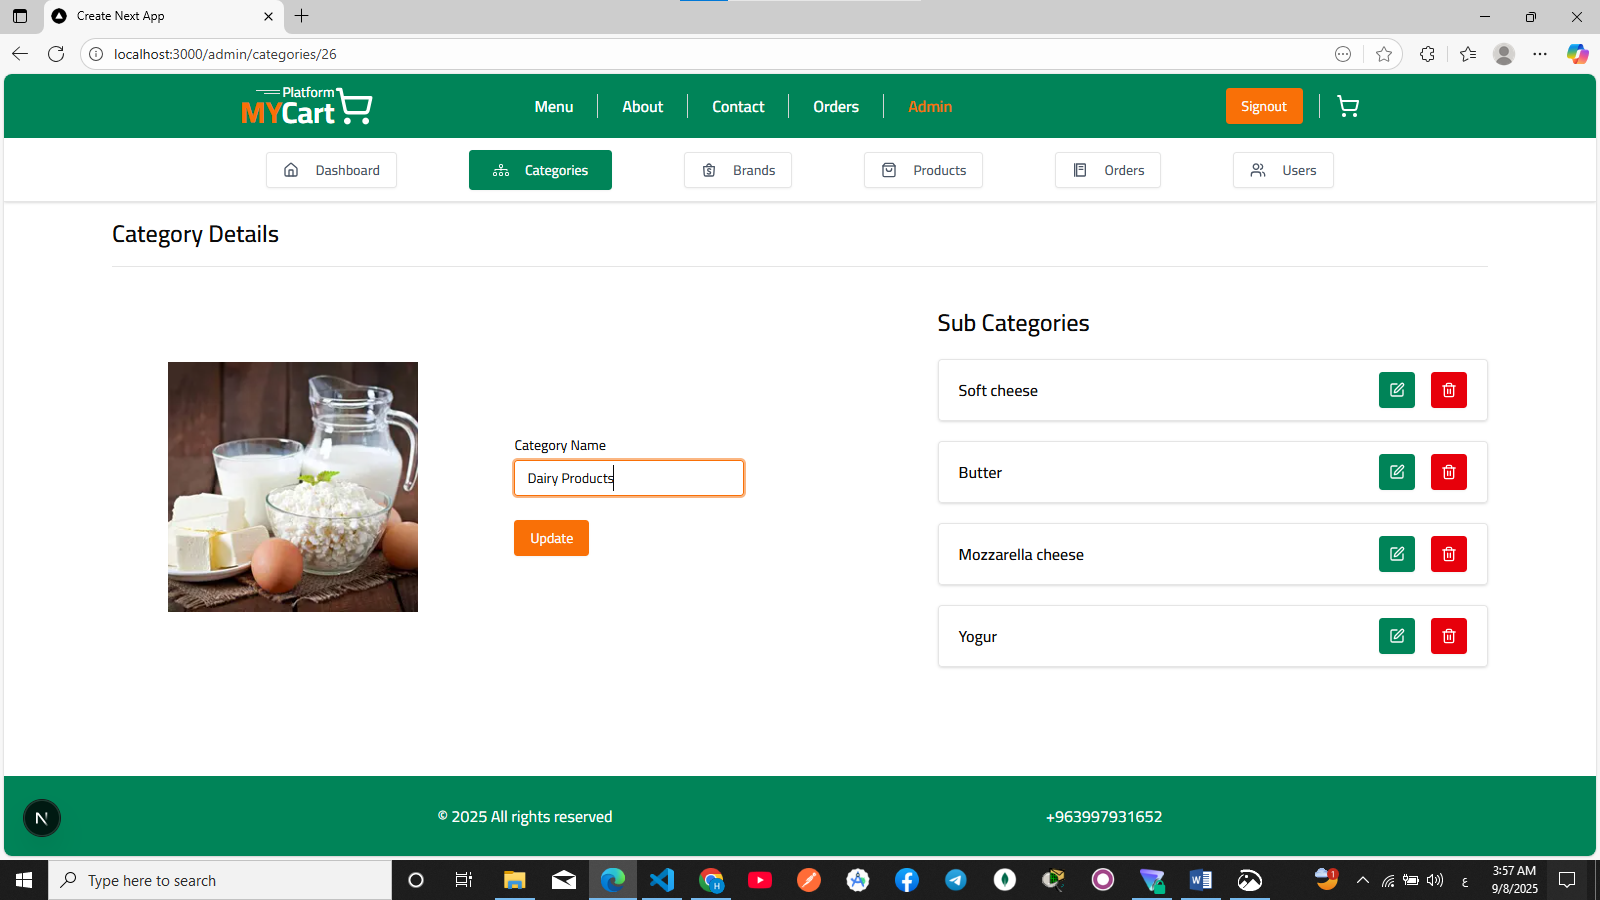 Create Next App
localhost:3000/admin/categories/26
Platform
MYCart
Menu
About
Contact
Orders
Admin
Signout
Dashboard
Categories
Brands
Products
Orders
Users
Category Details
Sub Categories
Soft cheese
Category Name
Butter
Dairy Products
Update
Mozzarella cheese
Yogur
N
© 2025 All rights reserved
+963997931652
Type here to search
1
ع
3:57 AM
9/8/2025